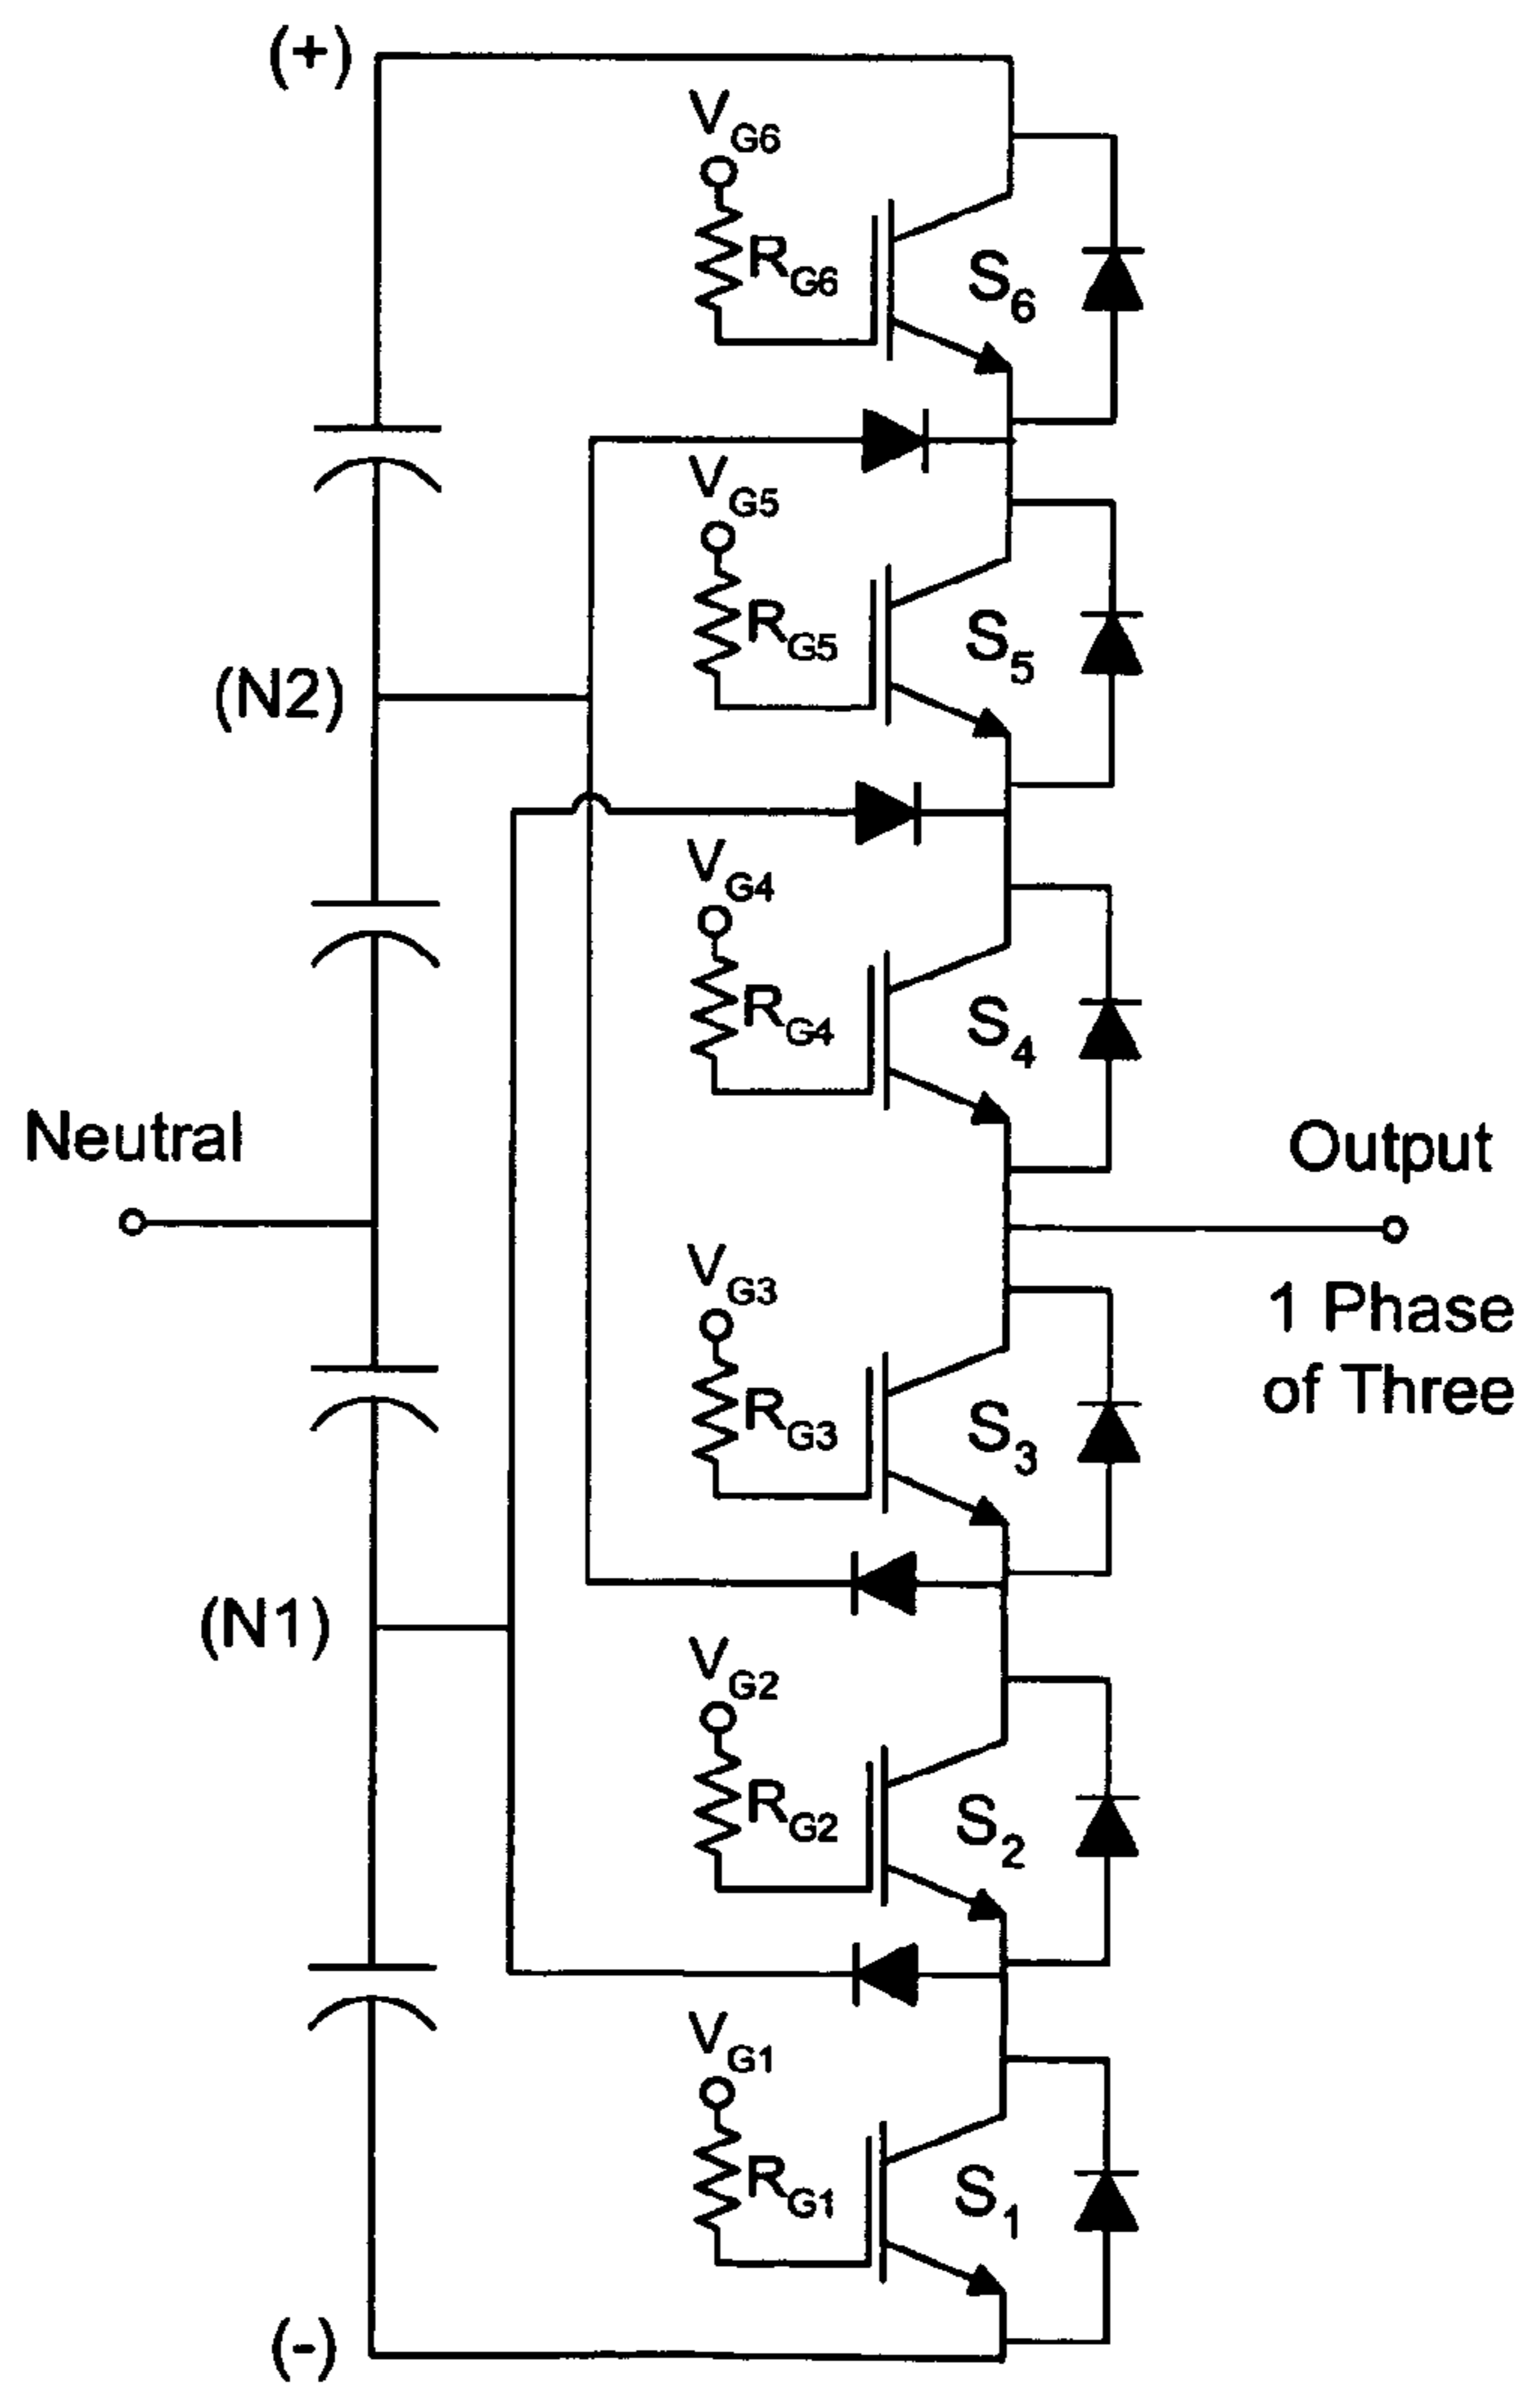 (+)
VG6
RG6
S6
VG5
RG5
S5
(N2)
VG4
RG4
S4
Neutral
Output
1 Phase
of Three
VG3
RG3
S3
(N1)
VG2
RG2
S2
VG1
RG1
S1
(-)